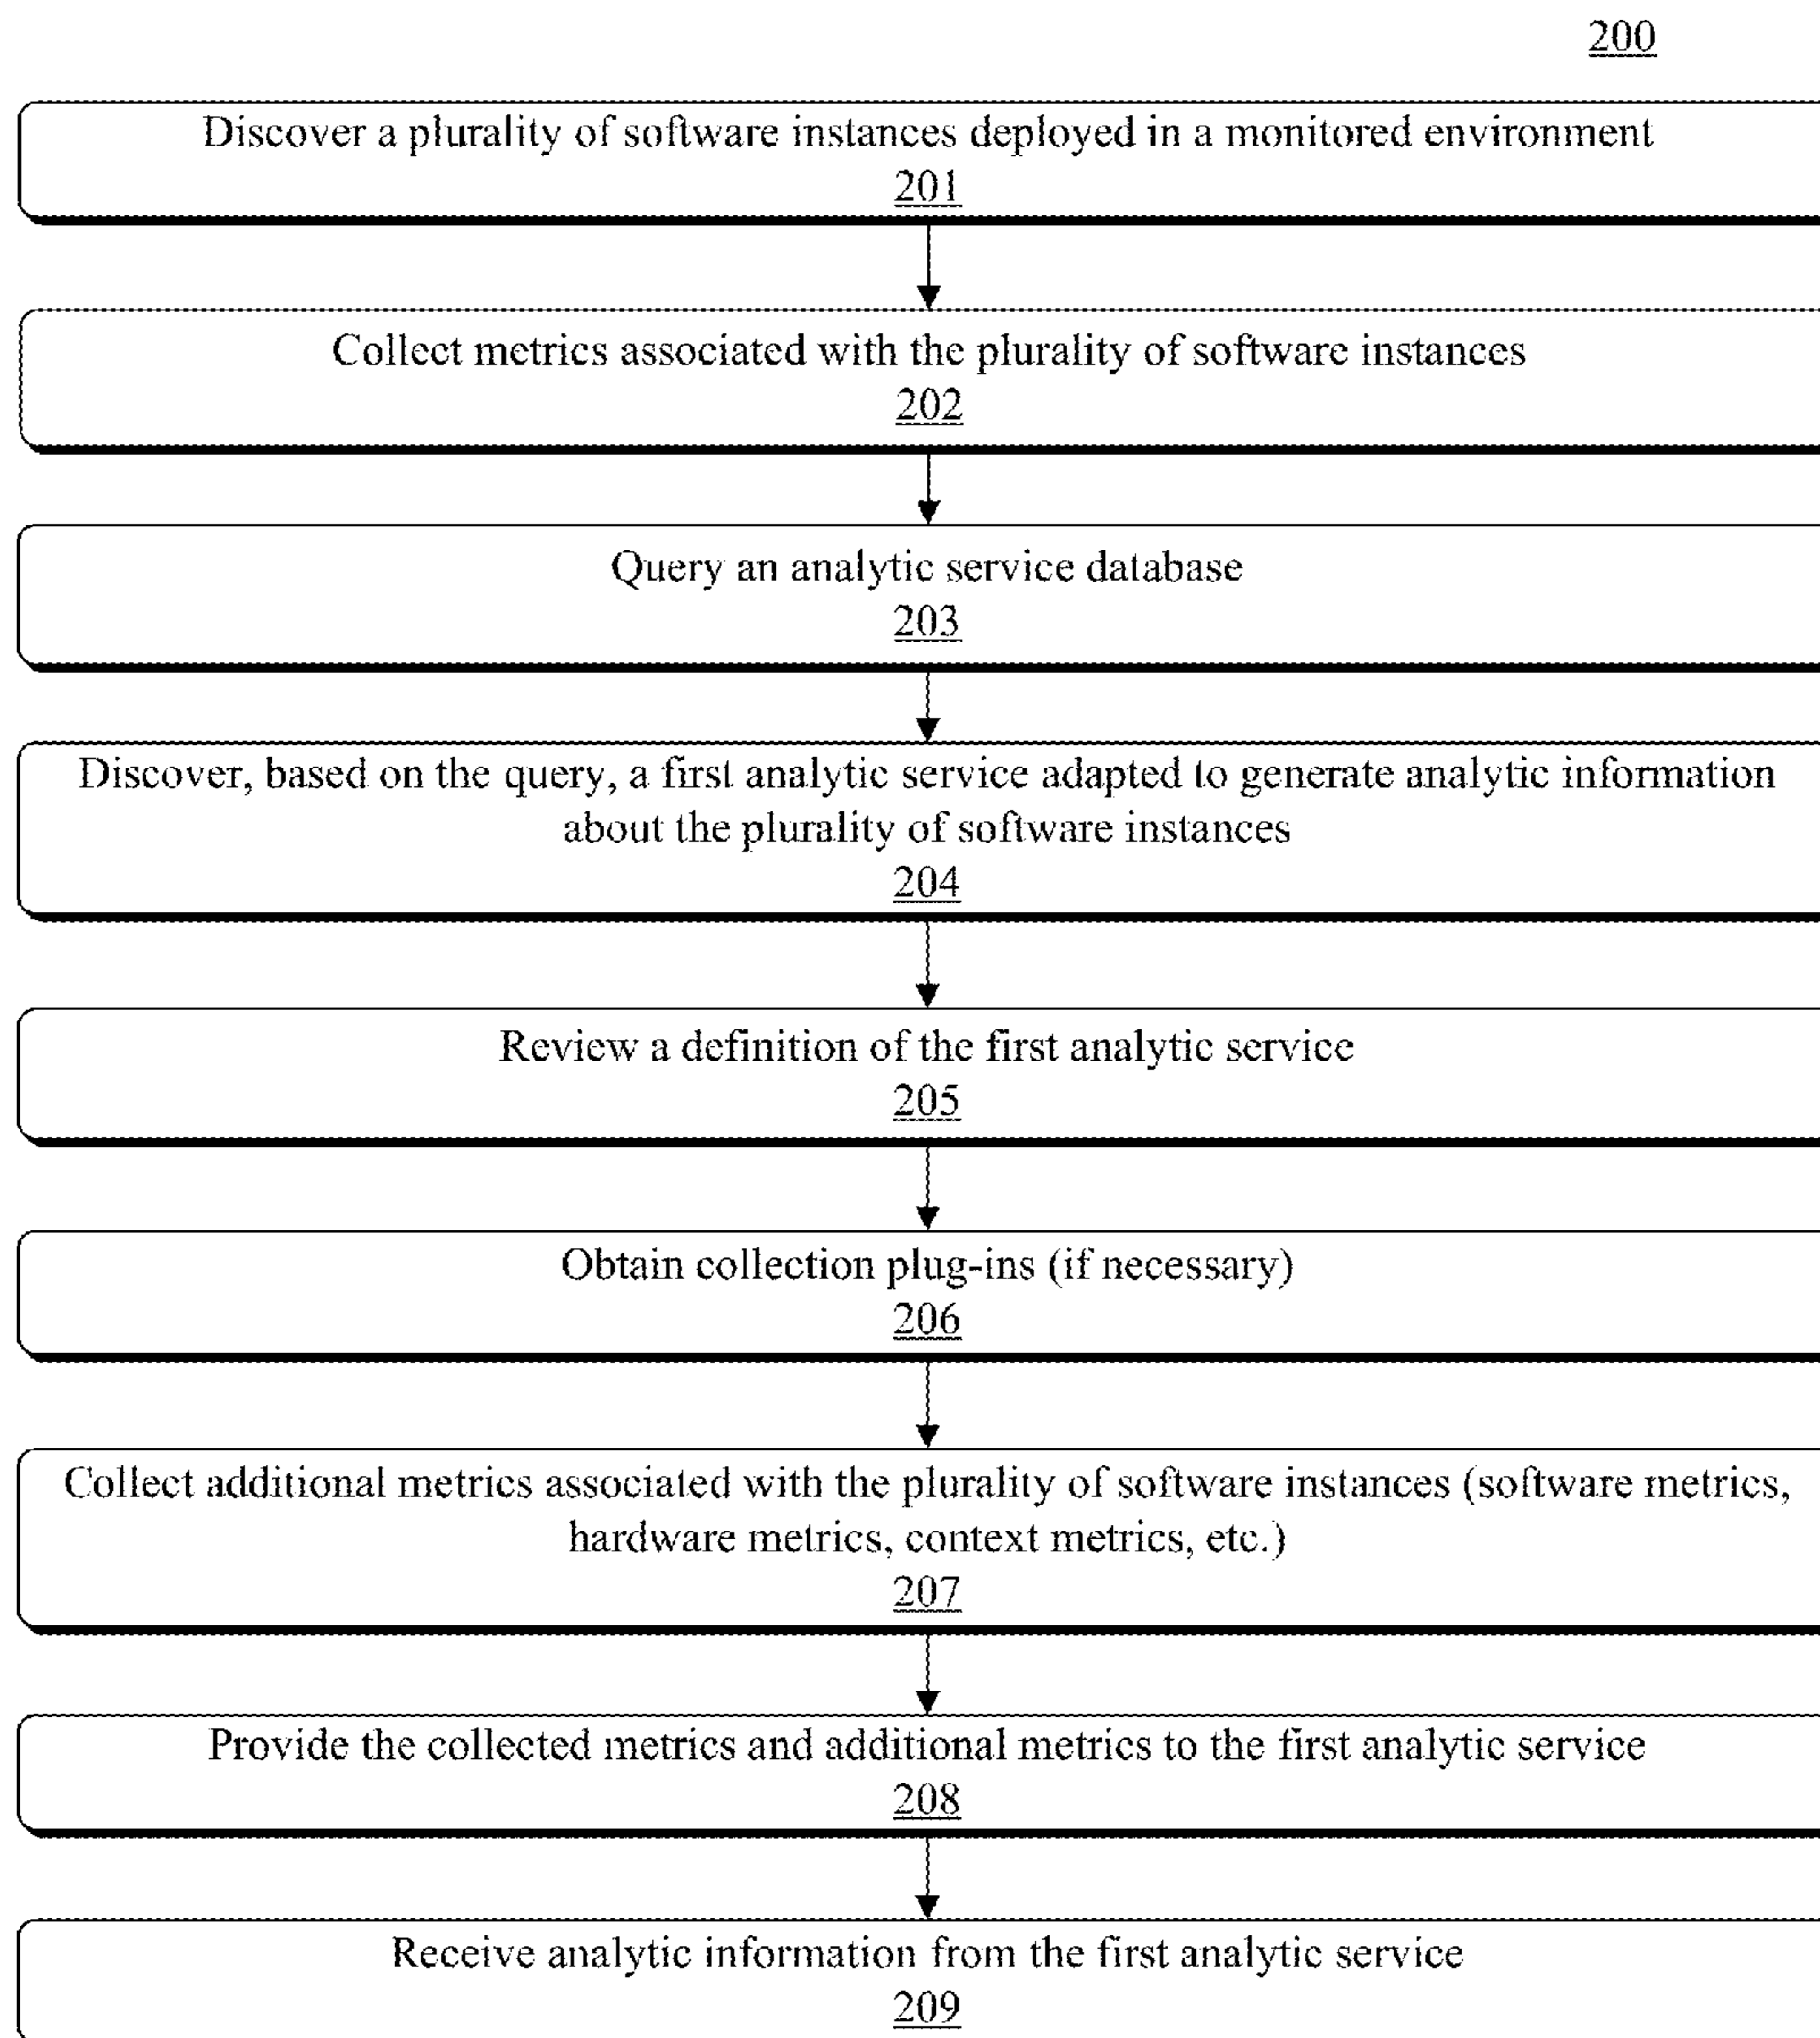 200
Discover a plurality of software instances deployed in a monitored environment
201
Collect metrics associated with the plurality of software instances
202
Query an analytic service database
203
Discover, based on the query, a first analytic service adapted to generate analytic information
about the plurality of software instances
204
Review a definition of the first analytic service
205
Obtain collection plug-ins (if necessary)
206
Collect additional metrics associated with the plurality of software instances (software metrics,
hardware metrics, context metrics, etc.)
207
Provide the collected metrics and additional metrics to the first analytic service
208
Receive analytic information from the first analytic service
209